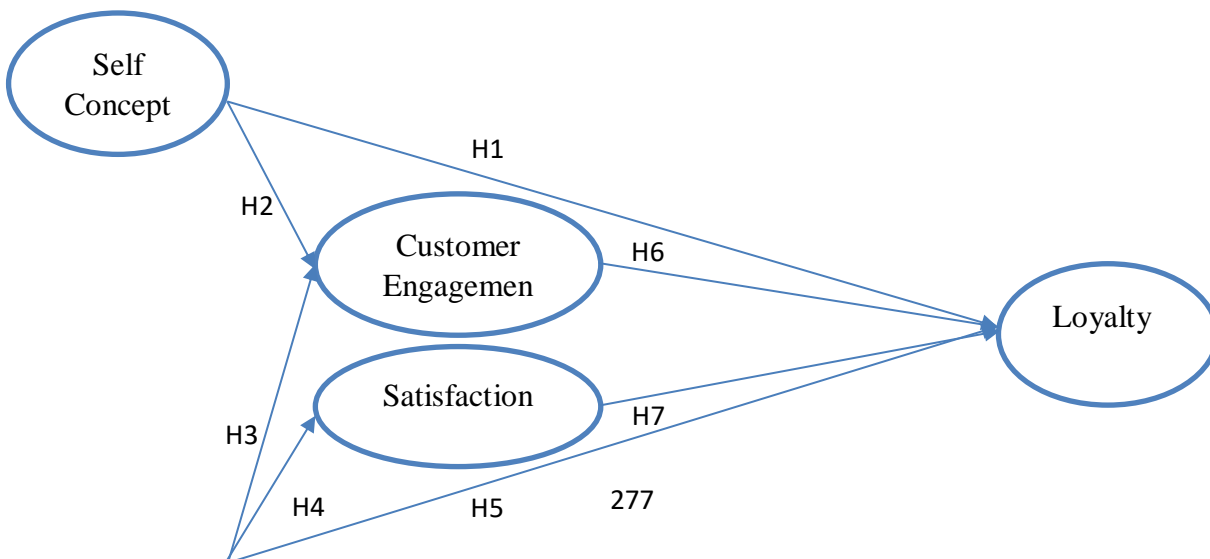 Self
Concept
H1
H2
Customer
Engagemen
H6
Loyalty
Satisfaction
H7
H3
H4
H5
277